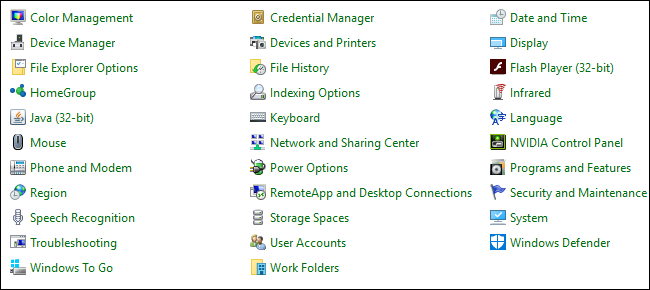 Color Management Credential Manager Date and Time
Device Manager Devices and Printers Display
File Explorer Options File History Flash Player (32-bit)
HomeGroup Indexing Options Infrared
Java (32-bit) Keyboard Language
Mouse Network and Sharing Center NVIDIA Control Panel
Phone and Modem Power Options Programs and Features
Region RemoteApp and Desktop Connections Security and Maintenance
Speech Recognition Storage Spaces System
Troubleshooting User Accounts Windows Defender
Windows To Go Work Folders